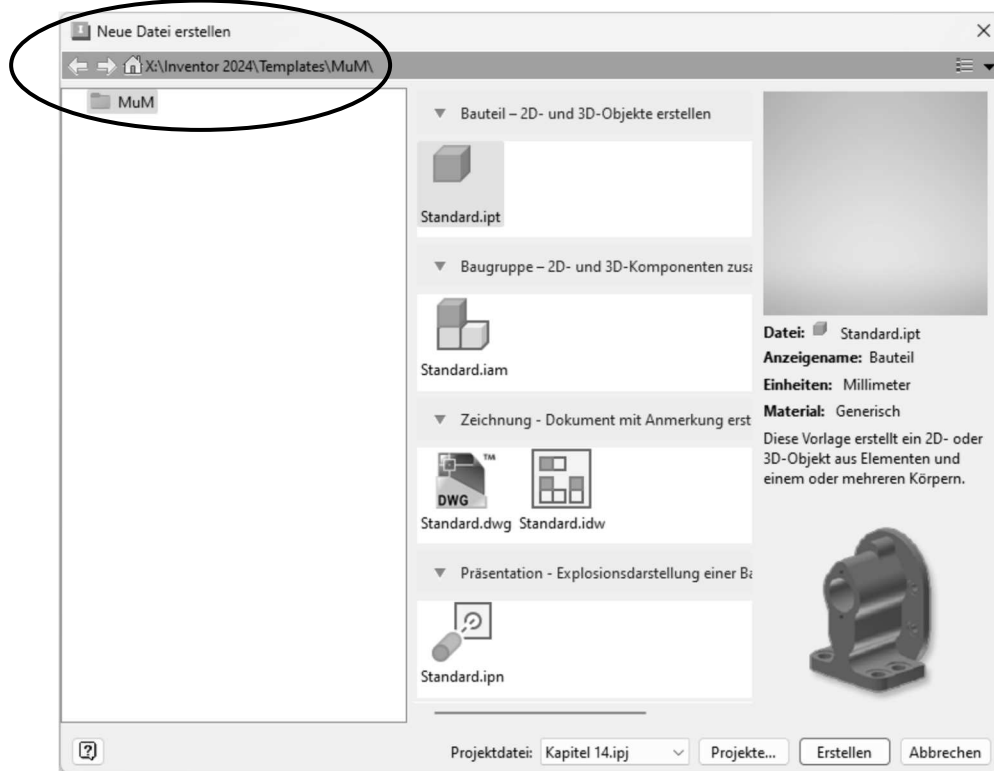 Neue Datei erstellen
X:\Inventor 2024\Templates\MuM\
MuM
Bauteil – 2D- und 3D-Objekte erstellen
Standard.ipt
Baugruppe – 2D- und 3D-Komponenten zusa
Standard.iam
Zeichnung - Dokument mit Anmerkung erst
TM
DWG
Standard.dwg Standard.idw
Präsentation - Explosionsdarstellung einer Ba
Standard.ipn
Datei: Standard.ipt
Anzeigename: Bauteil
Einheiten: Millimeter
Material: Generisch
Diese Vorlage erstellt ein 2D- oder
3D-Objekt aus Elementen und
einem oder mehreren Körpern.
Projektdatei: Kapitel 14.ipj Projekte... Erstellen Abbrechen